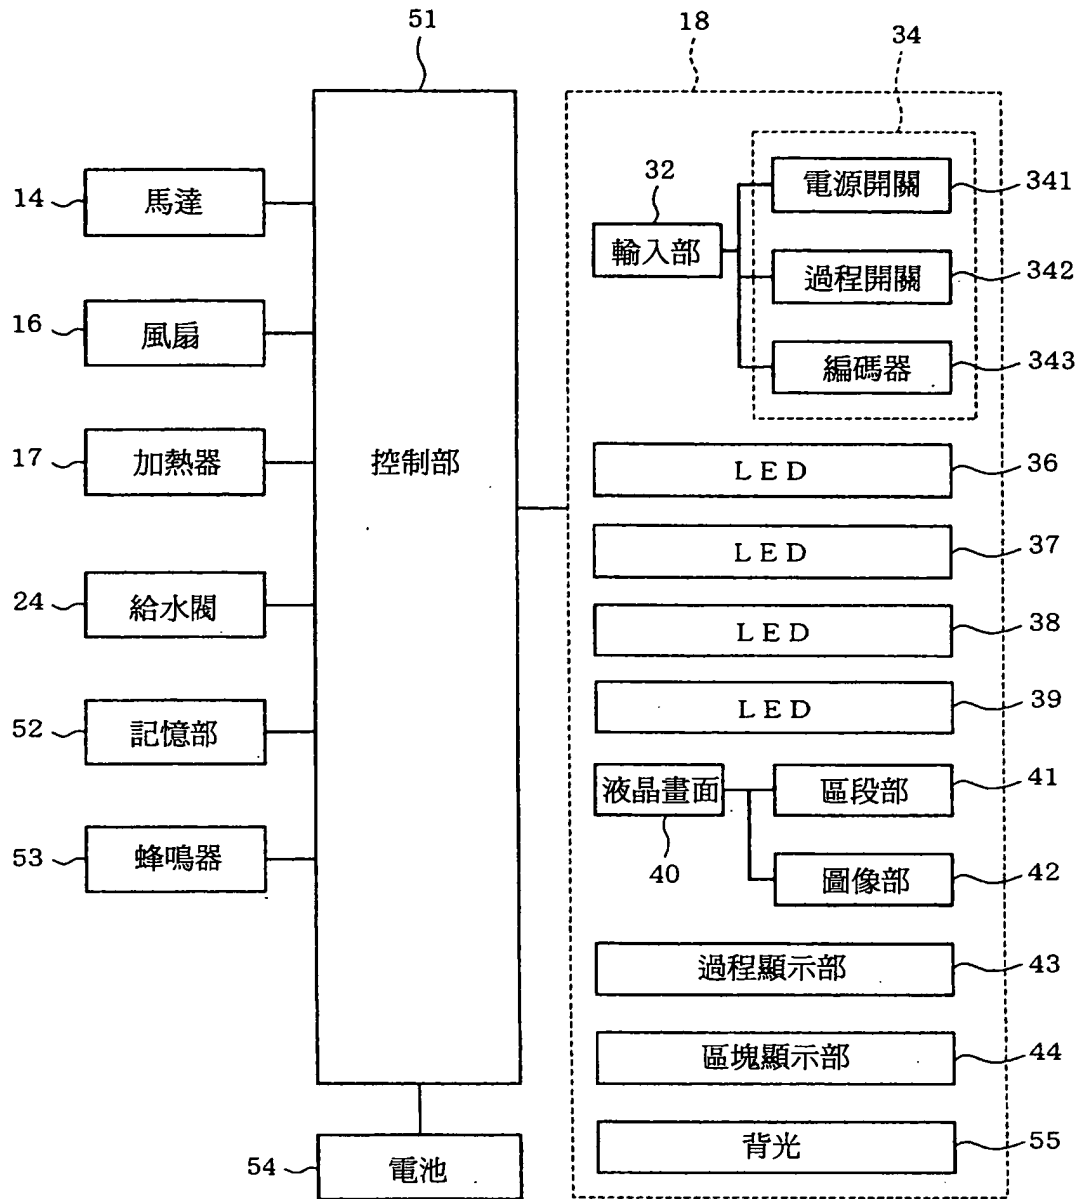 51
18
34
14
馬達
16
風扇
17
加熱器
24
給水閥
52
記憶部
53
蜂鳴器
控制部
54
電池
32
輸入部
電源開關
341
過程開關
342
編碼器
343
LED
36
LED
37
LED
38
LED
39
液晶畫面
40
區段部
41
圖像部
42
過程顯示部
43
區塊顯示部
44
背光
55